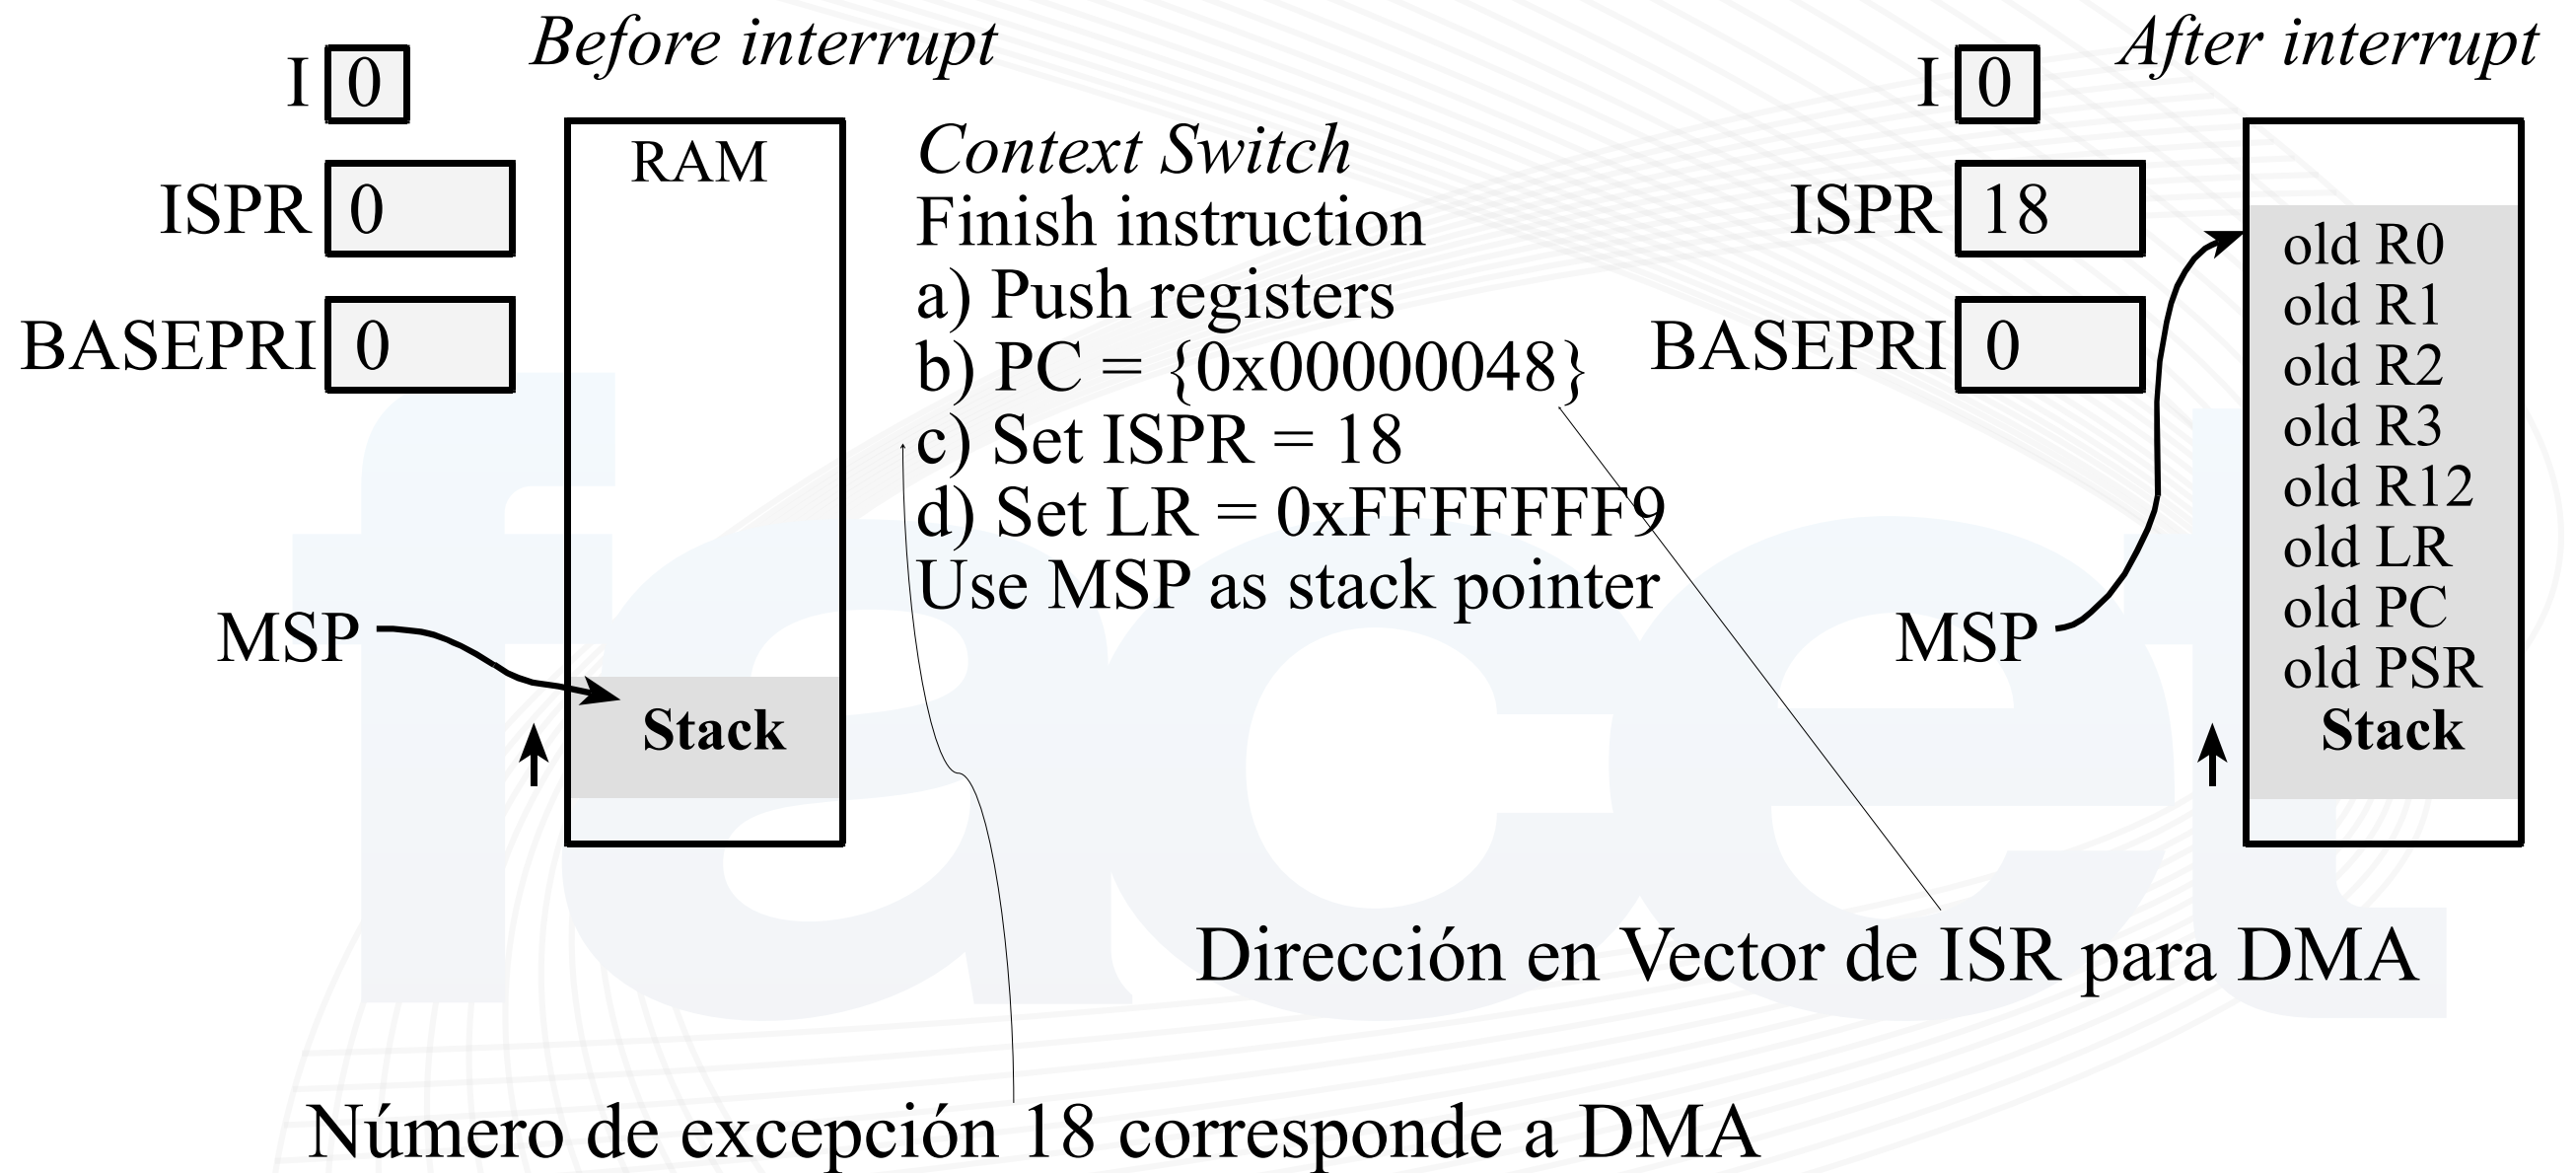 Before interrupt
I 0
ISPR 0
BASEPRI 0
MSP
RAM
Stack
Context Switch
Finish instruction
a) Push registers
b) PC = {0x00000048}
c) Set ISPR = 18
d) Set LR = 0xFFFFFFF9
Use MSP as stack pointer
After interrupt
I 0
ISPR 18
BASEPRI 0
MSP
old R0
old R1
old R2
old R3
old R12
old LR
old PC
old PSR
Stack
Dirección en Vector de ISR para DMA
Número de excepción 18 corresponde a DMA
facet